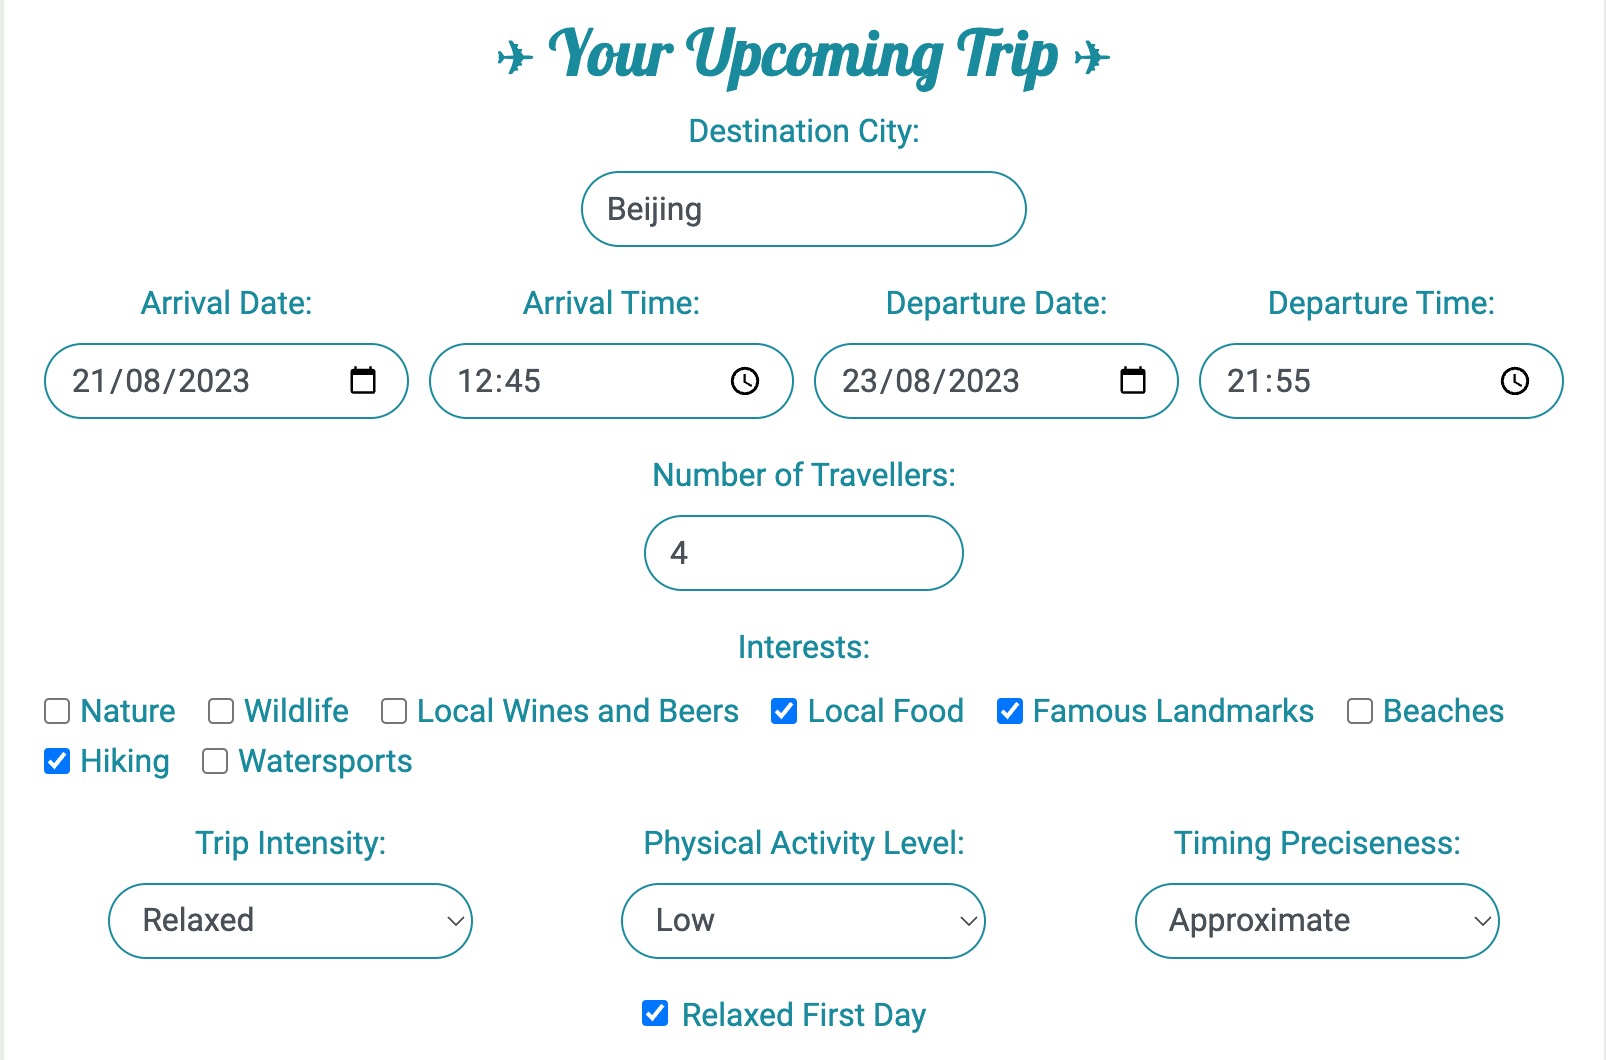 ✈ Your Upcoming Trip ✈
Destination City:
Beijing
Arrival Date: Arrival Time: Departure Date: Departure Time:
21/08/2023 12:45 23/08/2023 21:55
Number of Travellers:
4
Interests:
Nature Wildlife Local Wines and Beers Local Food Famous Landmarks Beaches
Hiking Watersports
Trip Intensity: Physical Activity Level: Timing Preciseness:
Relaxed Low Approximate
Relaxed First Day